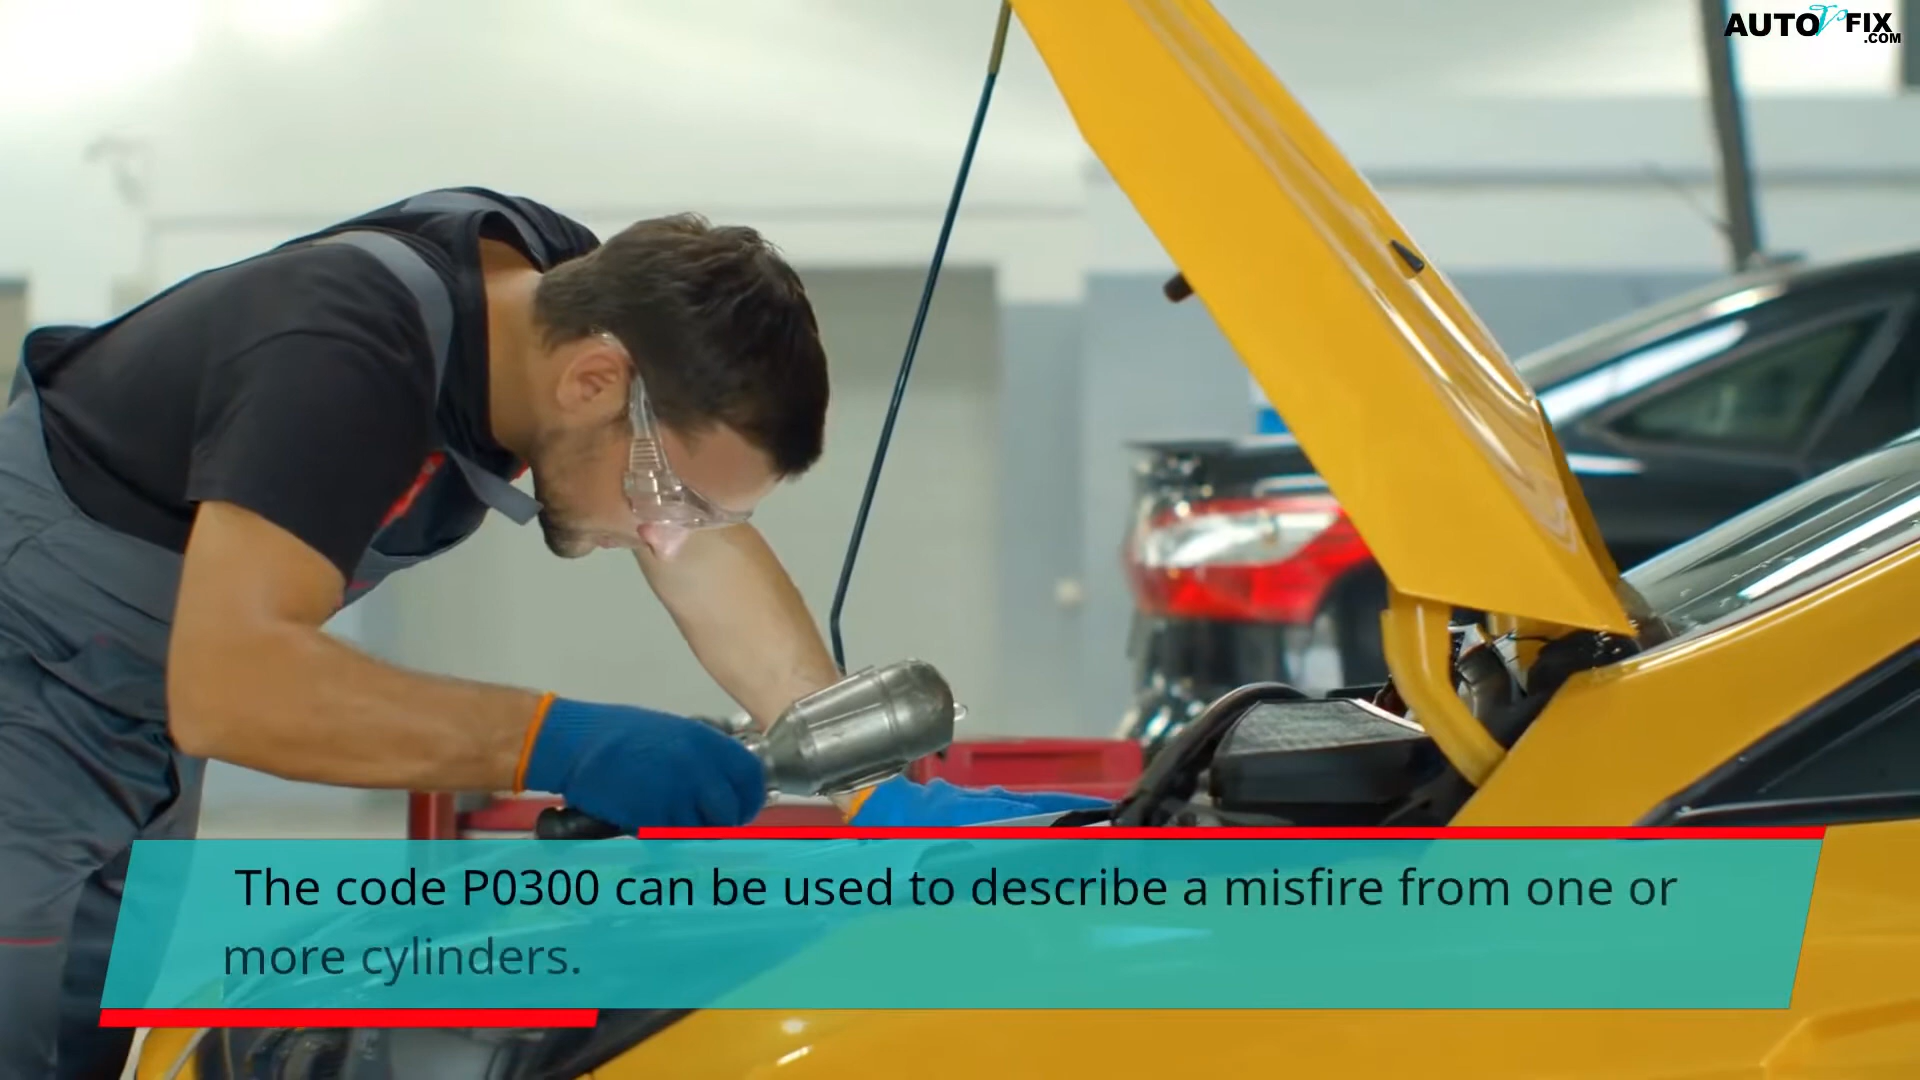 AUTO FIX
.COM
The code P0300 can be used to describe a misfire from one or
more cylinders.